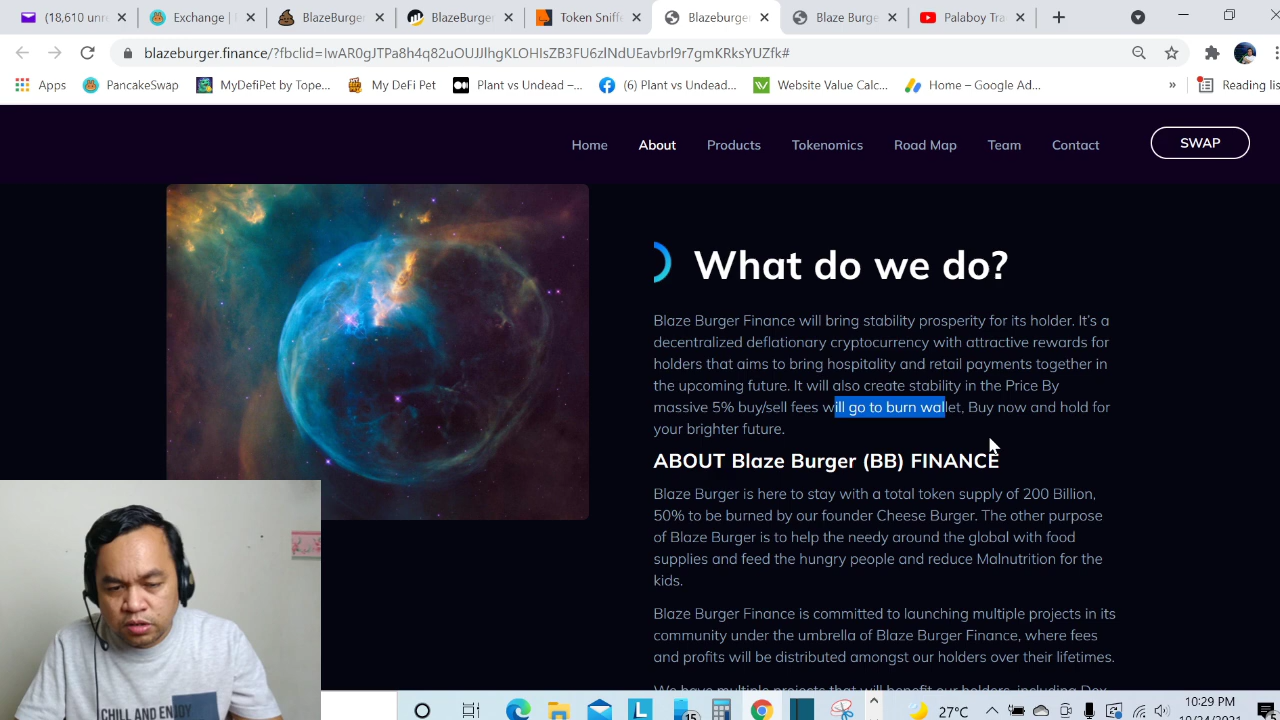 (18,610 unre
Exchange |
BlazeBurge
BlazeBurge
Token Sniffe
Blaze Burge
Palaboy Tra
blazeburger.finance/?fbclid=IwAR0gJTPa8h4q82uOUJJlhgKLOHIsZB3FU6zlNdUEavbrl9r7gmKRksYUZfk#
Apps
PancakeSwap
MyDefiPet by Tope...
My DeFi Pet
Plant vs Undead –...
(6) Plant vs Undead...
Website Value Calc...
Home – Google Ad...
»
Reading list
Home
About
Products
Tokenomics
Road Map
Team
Contact
SWAP
What do we do?
Blaze Burger Finance will bring stability prosperity for its holder. It's a
decentralized deflationary cryptocurrency with attractive rewards for
holders that aims to bring hospitality and retail payments together in
the upcoming future. It will also create stability in the Price By
massive 5% buy/sell fees will go to burn wallet, Buy now and hold for
your brighter future.
ABOUT Blaze Burger (BB) FINANCE
Blaze Burger is here to stay with a total token supply of 200 Billion,
50% to be burned by our founder Cheese Burger. The other purpose
of Blaze Burger is to help the needy around the global with food
supplies and feed the hungry people and reduce Malnutrition for the
kids.
Blaze Burger Finance is committed to launching multiple projects in its
community under the umbrella of Blaze Burger Finance, where fees
and profits will be distributed amongst our holders over their lifetimes.
We have multiple projects that will benefit our holders, including Dex
CHILL AND ENJOY
27°C
10:29 PM